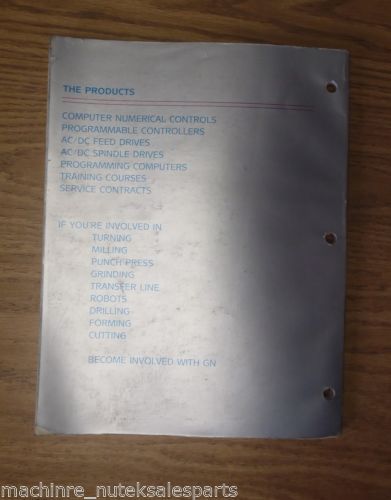 THE PRODUCTS
COMPUTER NUMERICAL CONTROLS
PROGRAMMABLE CONTROLLERS
AC/DC FEED DRIVES
AC/DC SPINDLE DRIVES
PROGRAMMING COMPUTERS
TRAINING COURSES
SERVICE CONTRACTS
IF YOU'RE INVOLVED IN
TURNING
MILLING
PUNCH PRESS
GRINDING
TRANSFER LINE
ROBOTS
DRILLING
FORMING
CUTTING
BECOME INVOLVED WITH GN
machinre_nuteksalesparts